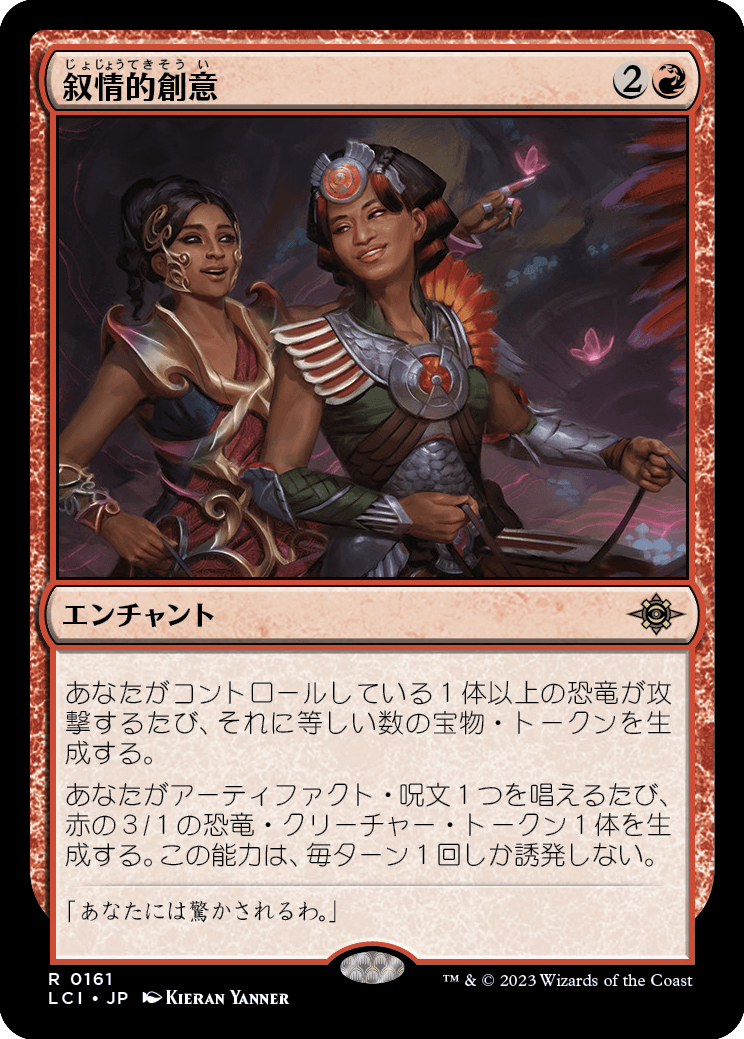 じょじょうてきそうい
叙情的創意
2
エンチャント
あなたがコントロールしている１体以上の恐竜が攻
撃するたび、それに等しい数の宝物・トークンを生
成する。
あなたがアーティファクト・呪文１つを唱えるたび、
赤の３/１の恐竜・クリーチャー・トークン１体を生
成する。この能力は、毎ターン１回しか誘発しない。
「あなたには驚かされるわ。」
R 0161
LCI • JP KIERAN YANNER
™ & © 2023 Wizards of the Coast